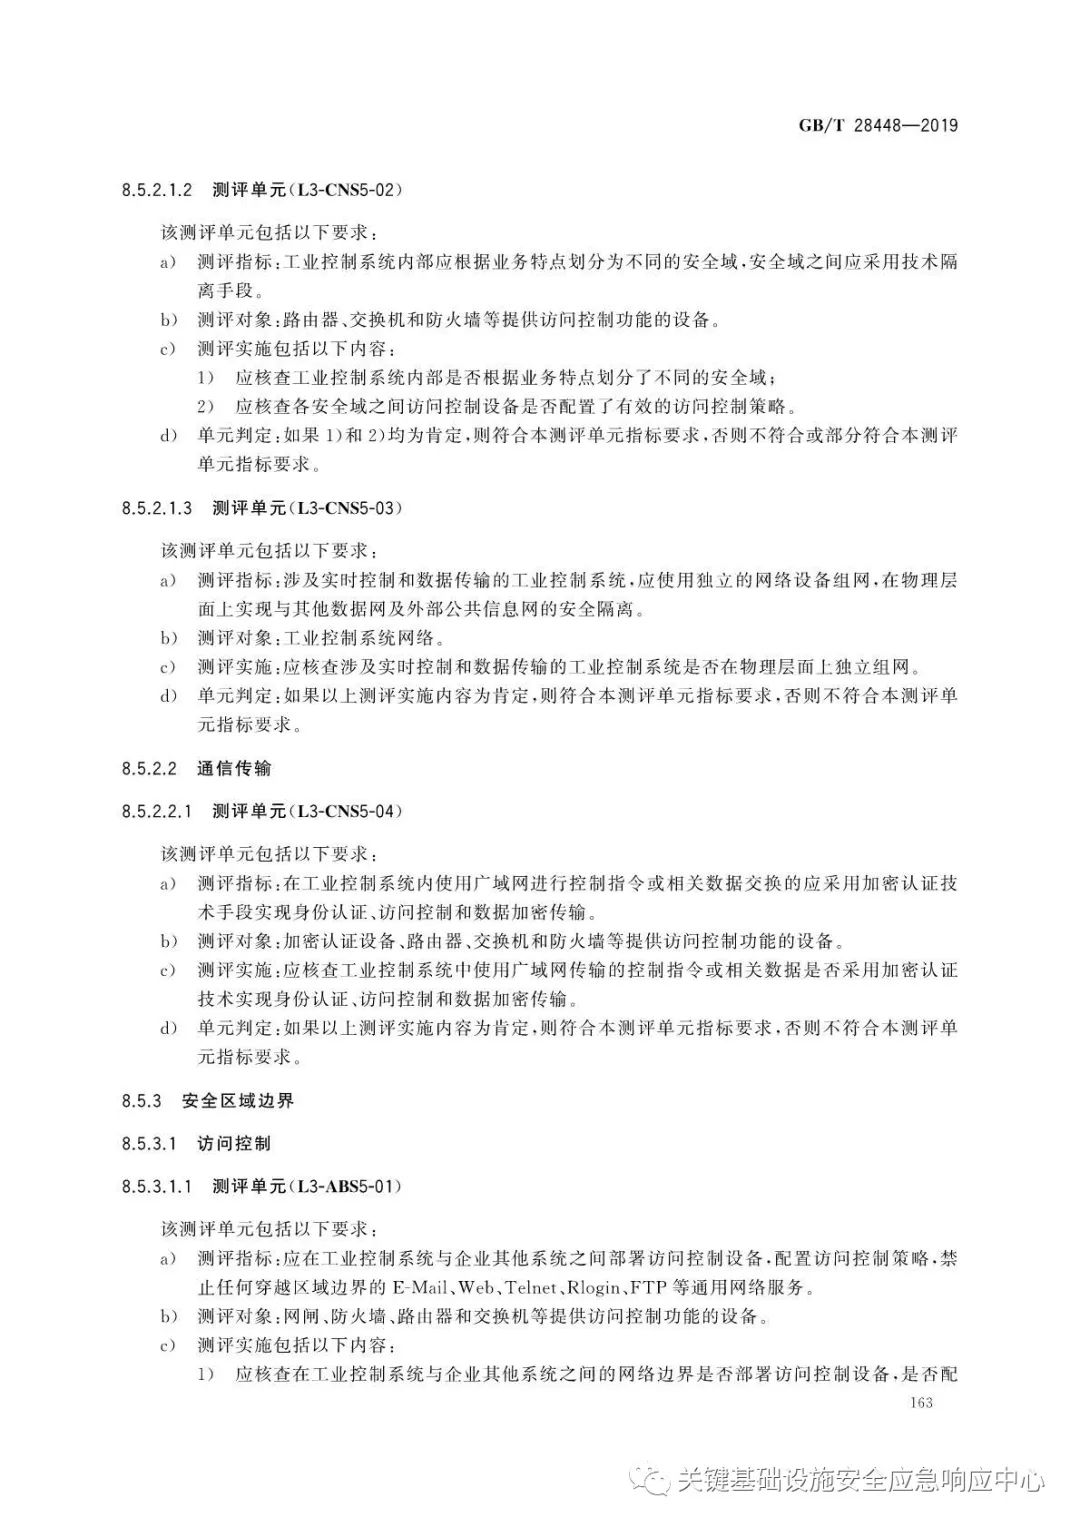 GB/T 28448—2019
8.5.2.1.2 测评单元(L3-CNS5-02)
该测评单元包括以下要求:
a) 测评指标:工业控制系统内部应根据业务特点划分为不同的安全域,安全域之间应采用技术隔
离手段。
b) 测评对象:路由器、交换机和防火墙等提供访问控制功能的设备。
c) 测评实施包括以下内容:
1) 应核查工业控制系统内部是否根据业务特点划分了不同的安全域;
2) 应核查各安全域之间访问控制设备是否配置了有效的访问控制策略。
d) 单元判定:如果 1)和 2)均为肯定,则符合本测评单元指标要求,否则不符合或部分符合本测评
单元指标要求。
8.5.2.1.3 测评单元(L3-CNS5-03)
该测评单元包括以下要求:
a) 测评指标:涉及实时控制和数据传输的工业控制系统,应使用独立的网络设备组网,在物理层
面上实现与其他数据网及外部公共信息网的安全隔离。
b) 测评对象:工业控制系统网络。
c) 测评实施:应核查涉及实时控制和数据传输的工业控制系统是否在物理层面上独立组网。
d) 单元判定:如果以上测评实施内容为肯定,则符合本测评单元指标要求,否则不符合本测评单
元指标要求。
8.5.2.2 通信传输
8.5.2.2.1 测评单元(L3-CNS5-04)
该测评单元包括以下要求:
a) 测评指标:在工业控制系统内使用广域网进行控制指令或相关数据交换的应采用加密认证技
术手段实现身份认证、访问控制和数据加密传输。
b) 测评对象:加密认证设备、路由器、交换机和防火墙等提供访问控制功能的设备。
c) 测评实施:应核查工业控制系统中使用广域网传输的控制指令或相关数据是否采用加密认证
技术实现身份认证、访问控制和数据加密传输。
d) 单元判定:如果以上测评实施内容为肯定,则符合本测评单元指标要求,否则不符合本测评单
元指标要求。
8.5.3 安全区域边界
8.5.3.1 访问控制
8.5.3.1.1 测评单元(L3-ABS5-01)
该测评单元包括以下要求:
a) 测评指标:应在工业控制系统与企业其他系统之间部署访问控制设备,配置访问控制策略,禁
止任何穿越区域边界的 E-Mail、Web、Telnet、Rlogin、FTP 等通用网络服务。
b) 测评对象:网闸、防火墙、路由器和交换机等提供访问控制功能的设备。
c) 测评实施包括以下内容:
1) 应核查在工业控制系统与企业其他系统之间的网络边界是否部署访问控制设备,是否配
163
关键基础设施安全应急响应中心